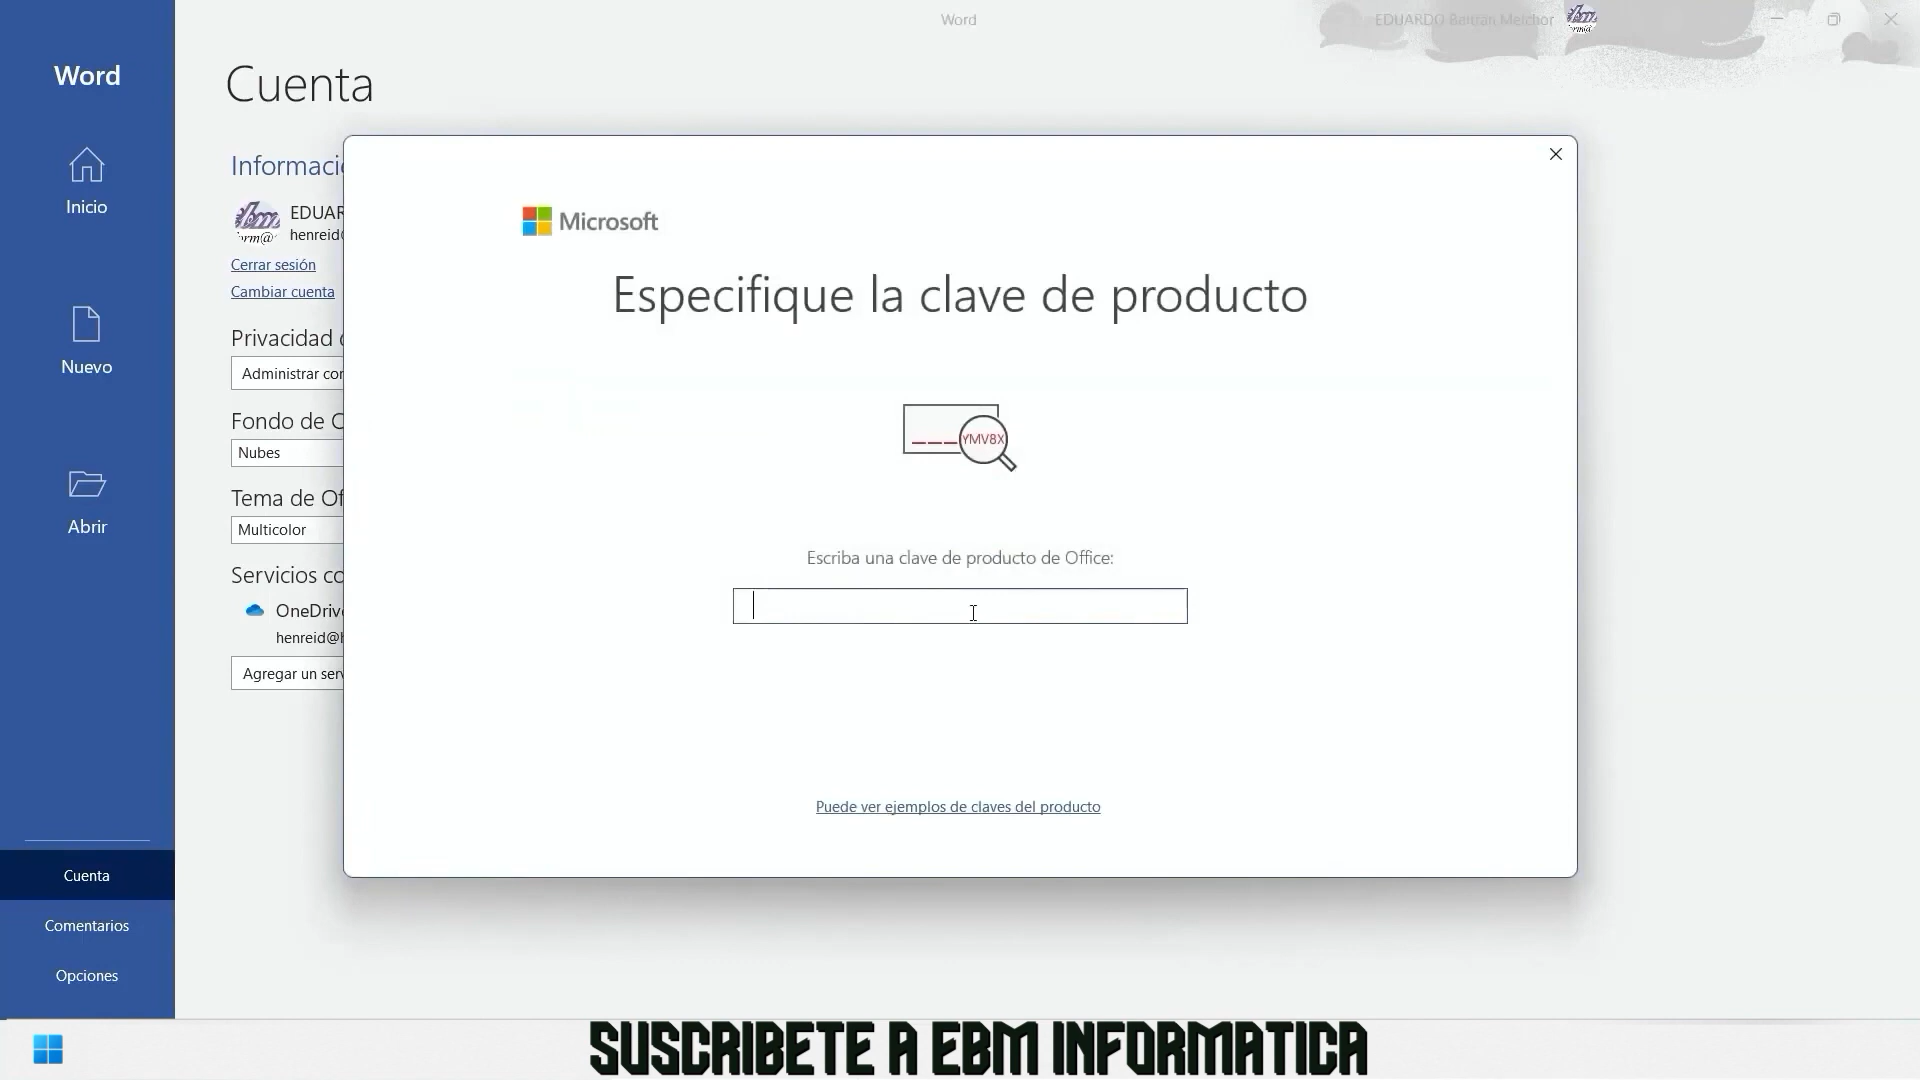 Word
EDUARDO Beltrán Melchor
Word
Inicio
Nuevo
Abrir
Cuenta
Comentarios
Opciones
Cuenta
Informaci
EDUAR
henreid
Cerrar sesión
Cambiar cuenta
Privacidad
Administrar co
Fondo de
Nubes
Tema de Of
Multicolor
Servicios co
OneDriv
henreid@
Agregar un ser
Microsoft
Especifique la clave de producto
YMV8X
Escriba una clave de producto de Office:
Puede ver ejemplos de claves del producto
SUSCRIBETE A EBM INFORMATICA